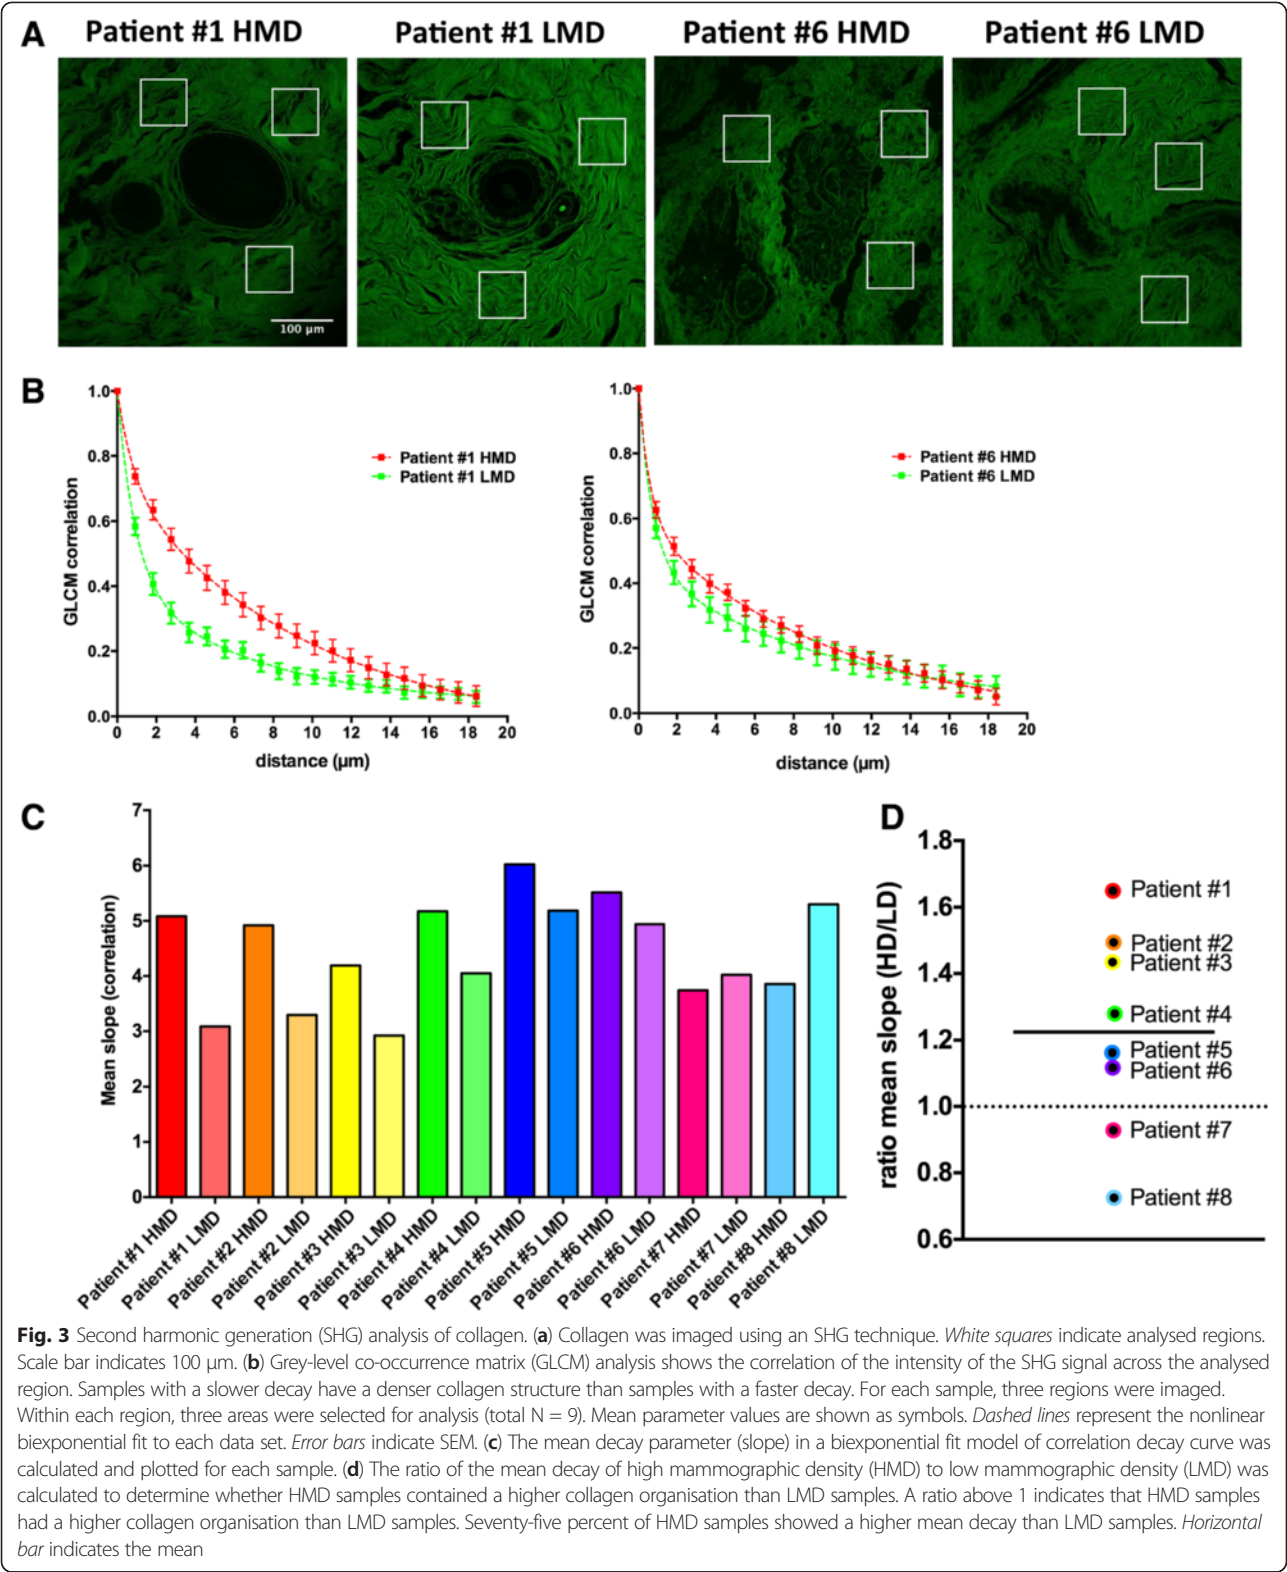 A
Patient #1 HMD
Patient #1 LMD
Patient #6 HMD
Patient #6 LMD
100 µm
B
GLCM correlation
1.0
0.8
0.6
0.4
0.2
0.0
Patient #1 HMD
Patient #1 LMD
0 2 4 6 8 10 12 14 16 18 20
distance (µm)
GLCM correlation
1.0
0.8
0.6
0.4
0.2
0.0
Patient #6 HMD
Patient #6 LMD
0 2 4 6 8 10 12 14 16 18 20
distance (µm)
C
Mean slope (correlation)
7
6
5
4
3
2
1
0
Patient #1 HMD
Patient #1 LMD
Patient #2 HMD
Patient #2 LMD
Patient #3 HMD
Patient #3 LMD
Patient #4 HMD
Patient #4 LMD
Patient #5 HMD
Patient #5 LMD
Patient #6 HMD
Patient #6 LMD
Patient #7 HMD
Patient #7 LMD
Patient #8 HMD
Patient #8 LMD
D
ratio mean slope (HD/LD)
1.8
1.6
1.4
1.2
1.0
0.8
0.6
Patient #1
Patient #2
Patient #3
Patient #4
Patient #5
Patient #6
Patient #7
Patient #8
Fig. 3 Second harmonic generation (SHG) analysis of collagen. (a) Collagen was imaged using an SHG technique. White squares indicate analysed regions.
Scale bar indicates 100 µm. (b) Grey-level co-occurrence matrix (GLCM) analysis shows the correlation of the intensity of the SHG signal across the analysed
region. Samples with a slower decay have a denser collagen structure than samples with a faster decay. For each sample, three regions were imaged.
Within each region, three areas were selected for analysis (total N = 9). Mean parameter values are shown as symbols. Dashed lines represent the nonlinear
biexponential fit to each data set. Error bars indicate SEM. (c) The mean decay parameter (slope) in a biexponential fit model of correlation decay curve was
calculated and plotted for each sample. (d) The ratio of the mean decay of high mammographic density (HMD) to low mammographic density (LMD) was
calculated to determine whether HMD samples contained a higher collagen organisation than LMD samples. A ratio above 1 indicates that HMD samples
had a higher collagen organisation than LMD samples. Seventy-five percent of HMD samples showed a higher mean decay than LMD samples. Horizontal
bar indicates the mean